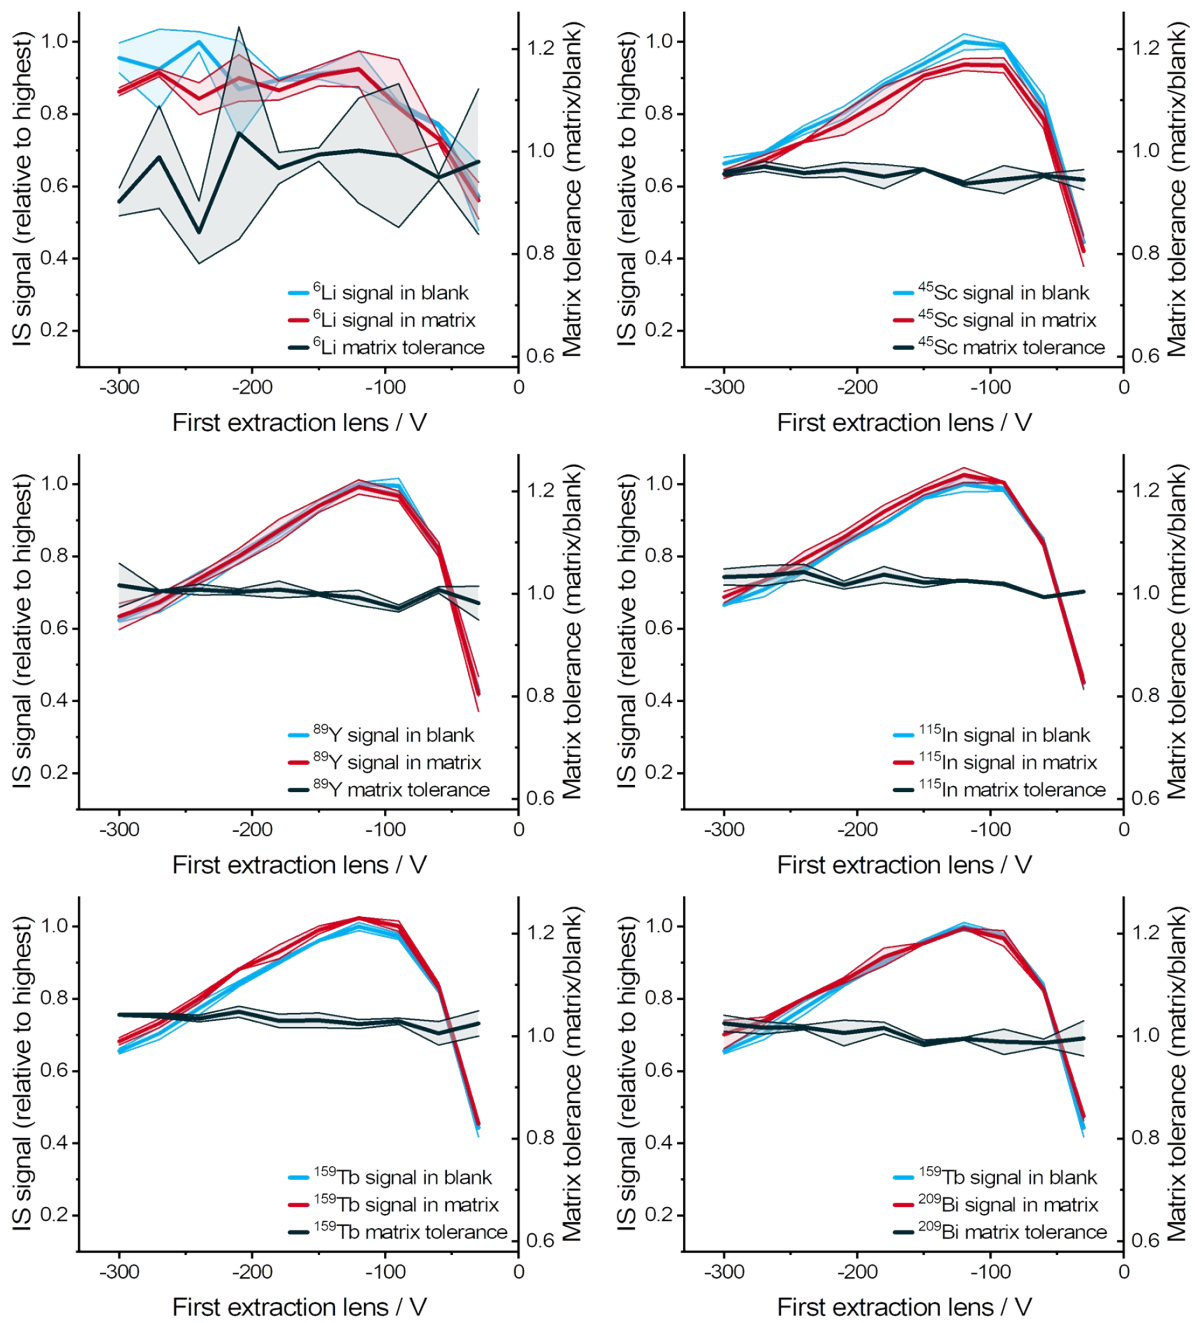 IS signal (relative to highest)
1.0
0.8
0.6
0.4
0.2
1.2
1.0
0.8
0.6
Matrix tolerance (matrix/blank)
⁶Li signal in blank
⁶Li signal in matrix
⁶Li matrix tolerance
-300 -200 -100 0
First extraction lens / V
IS signal (relative to highest)
1.0
0.8
0.6
0.4
0.2
1.2
1.0
0.8
0.6
Matrix tolerance (matrix/blank)
⁴⁵Sc signal in blank
⁴⁵Sc signal in matrix
⁴⁵Sc matrix tolerance
-300 -200 -100 0
First extraction lens / V
IS signal (relative to highest)
1.0
0.8
0.6
0.4
0.2
1.2
1.0
0.8
0.6
Matrix tolerance (matrix/blank)
⁸⁹Y signal in blank
⁸⁹Y signal in matrix
⁸⁹Y matrix tolerance
-300 -200 -100 0
First extraction lens / V
IS signal (relative to highest)
1.0
0.8
0.6
0.4
0.2
1.2
1.0
0.8
0.6
Matrix tolerance (matrix/blank)
¹¹⁵In signal in blank
¹¹⁵In signal in matrix
¹¹⁵In matrix tolerance
-300 -200 -100 0
First extraction lens / V
IS signal (relative to highest)
1.0
0.8
0.6
0.4
0.2
1.2
1.0
0.8
0.6
Matrix tolerance (matrix/blank)
¹⁵⁹Tb signal in blank
¹⁵⁹Tb signal in matrix
¹⁵⁹Tb matrix tolerance
-300 -200 -100 0
First extraction lens / V
IS signal (relative to highest)
1.0
0.8
0.6
0.4
0.2
1.2
1.0
0.8
0.6
Matrix tolerance (matrix/blank)
¹⁵⁹Tb signal in blank
²⁰⁹Bi signal in matrix
²⁰⁹Bi matrix tolerance
-300 -200 -100 0
First extraction lens / V